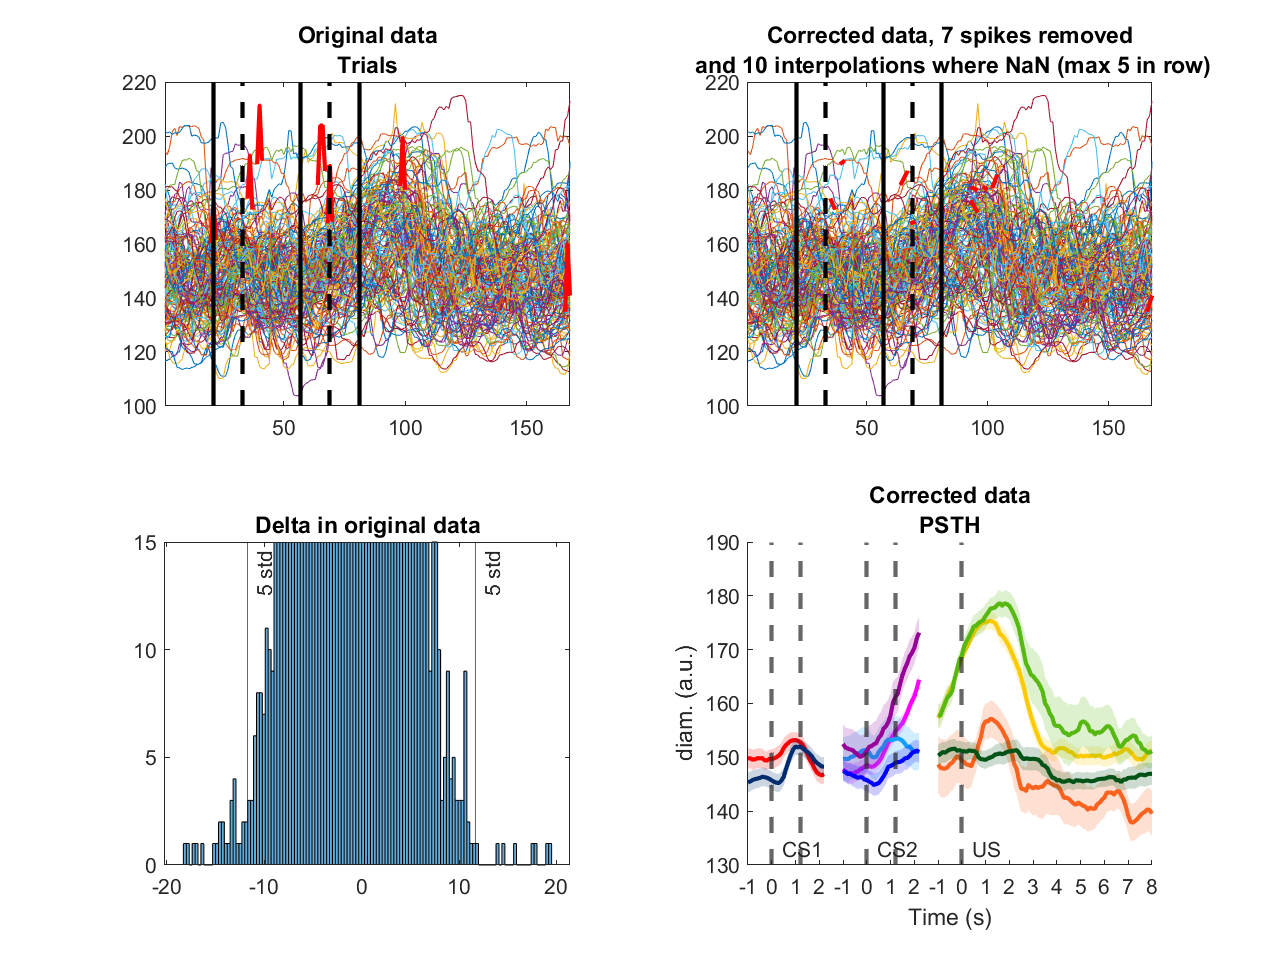 Original data
Trials
220
200
180
160
140
120
100
50
100
150
Corrected data, 7 spikes removed
and 10 interpolations where NaN (max 5 in row)
220
200
180
160
140
120
100
50
100
150
Delta in original data
15
10
5
0
5 std
5 std
-20
-10
0
10
20
Corrected data
PSTH
diam. (a.u.)
190
180
170
160
150
140
130
CS1
CS2
US
-1 0 1 2 -1 0 1 2 -1 0 1 2 3 4 5 6 7 8
Time (s)